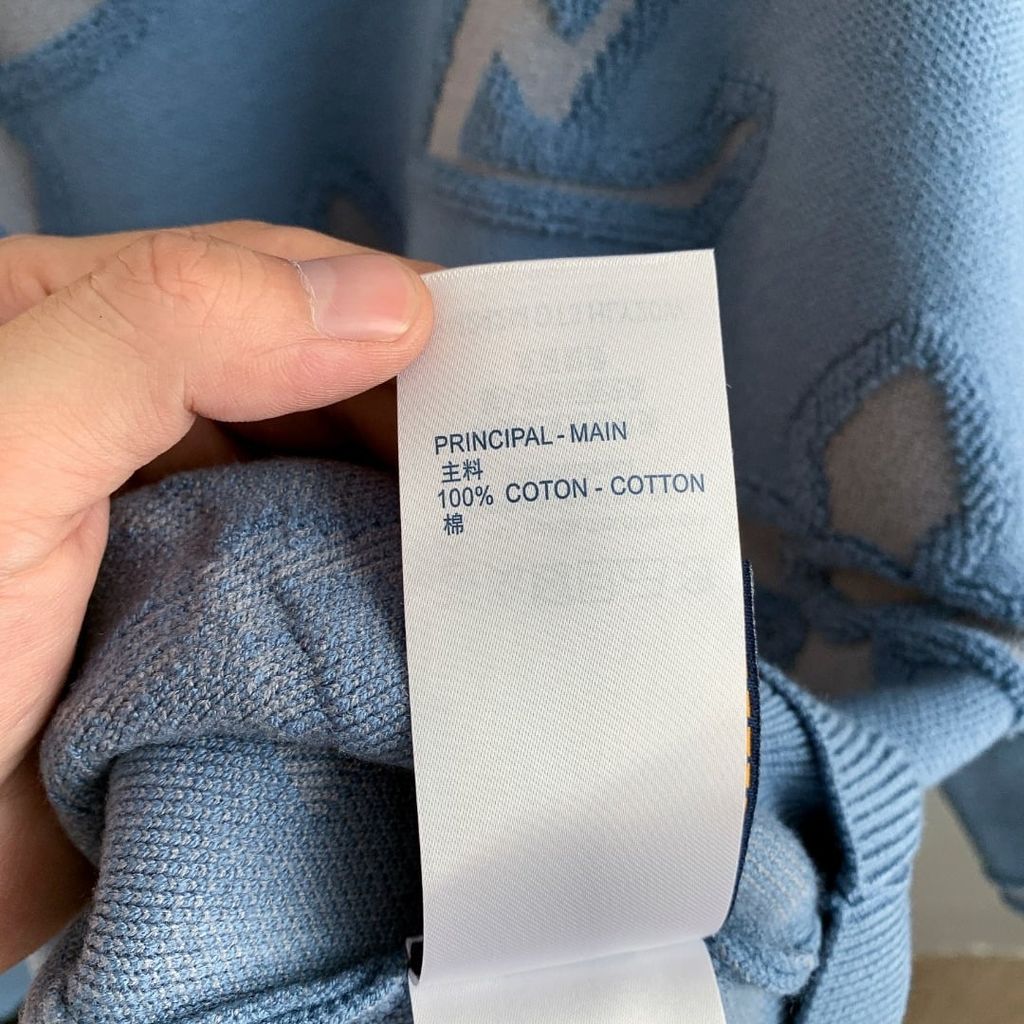 PRINCIPAL - MAIN
主料
100% COTON - COTTON
棉